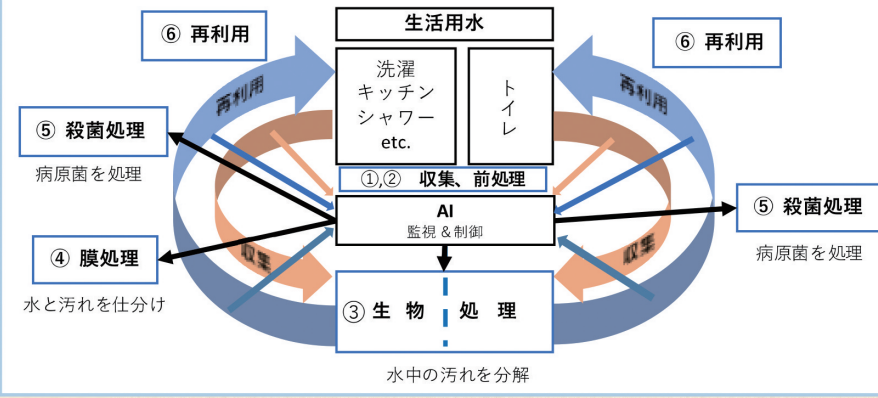 生活用水
⑥ 再利用
⑥ 再利用
洗濯
キッチン
シャワー
etc.
トイレ
再利用
再利用
⑤ 殺菌処理
病原菌を処理
①,② 収集、前処理
AI
監視&制御
⑤ 殺菌処理
病原菌を処理
④ 膜処理
水と汚れを仕分け
収集
収集
③ 生物処理
水中の汚れを分解